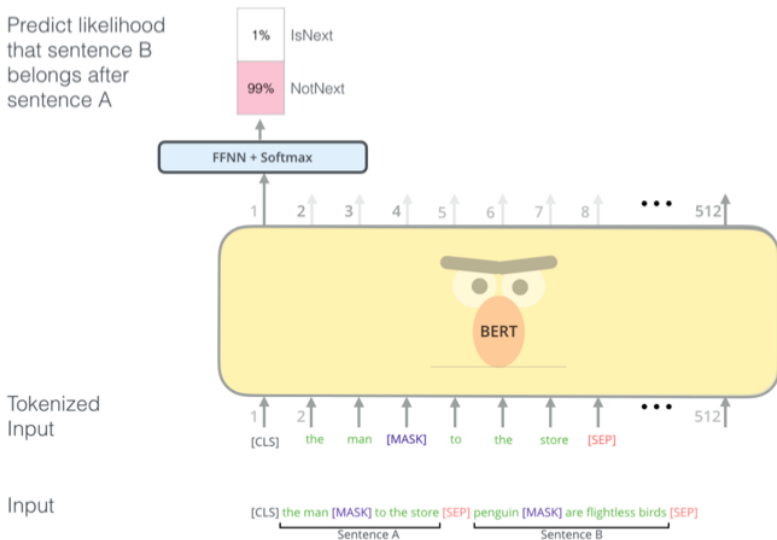 Predict likelihood
that sentence B
belongs after
sentence A
1% IsNext
99% NotNext
FFNN + Softmax
1 2 3 4 5 6 7 8 ••• 512
BERT
Tokenized
Input
1 2 ••• 512
[CLS] the man [MASK] to the store [SEP]
Input
[CLS] the man [MASK] to the store [SEP] penguin [MASK] are flightless birds [SEP]
Sentence A Sentence B